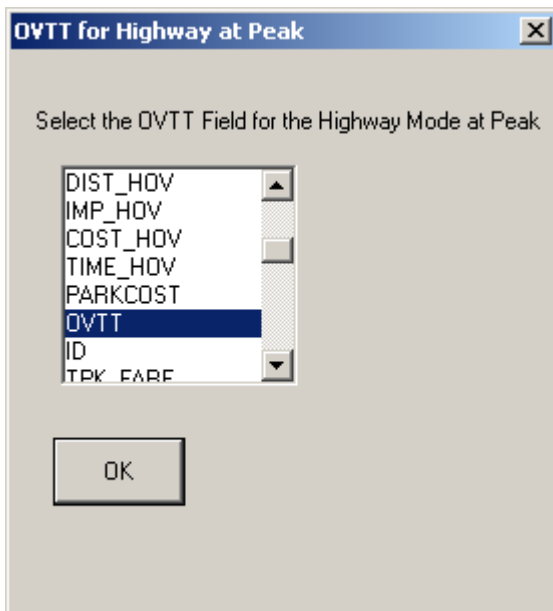 OVTT for Highway at Peak
Select the OVTT Field for the Highway Mode at Peak
DIST_HOV
IMP_HOV
COST_HOV
TIME_HOV
PARKCOST
OVTT
ID
TPK_FARE
OK